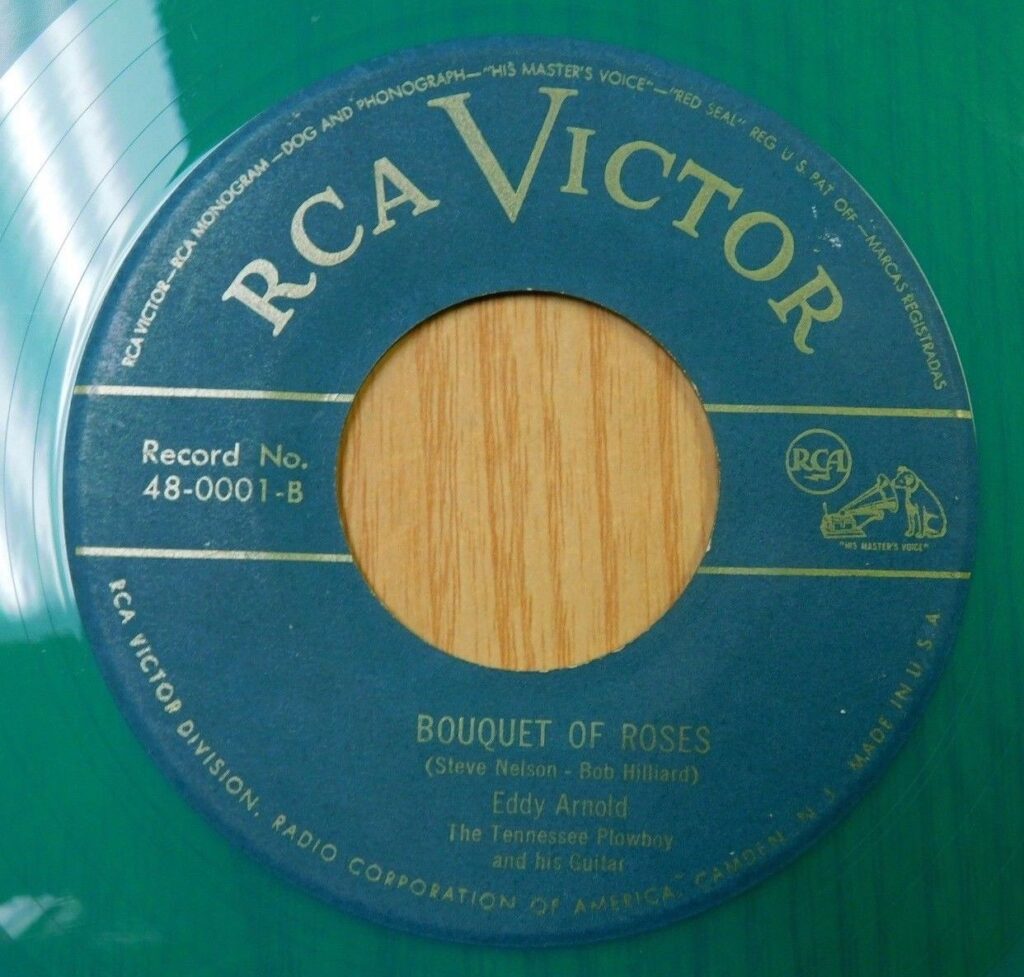 RCA VICTOR—RCA MONOGRAM—DOG AND PHONOGRAPH—"HIS MASTER'S VOICE"—"RED SEAL" REG U S. PAT OFF—MARCAS REGISTRADAS
RCA VICTOR
Record No.
48-0001-B
RCA
"HIS MASTER'S VOICE"
BOUQUET OF ROSES
(Steve Nelson - Bob Hilliard)
Eddy Arnold
The Tennessee Plowboy
and his Guitar
RCA VICTOR DIVISION, RADIO CORPORATION OF AMERICA, CAMDEN, N. J. MADE IN U. S. A